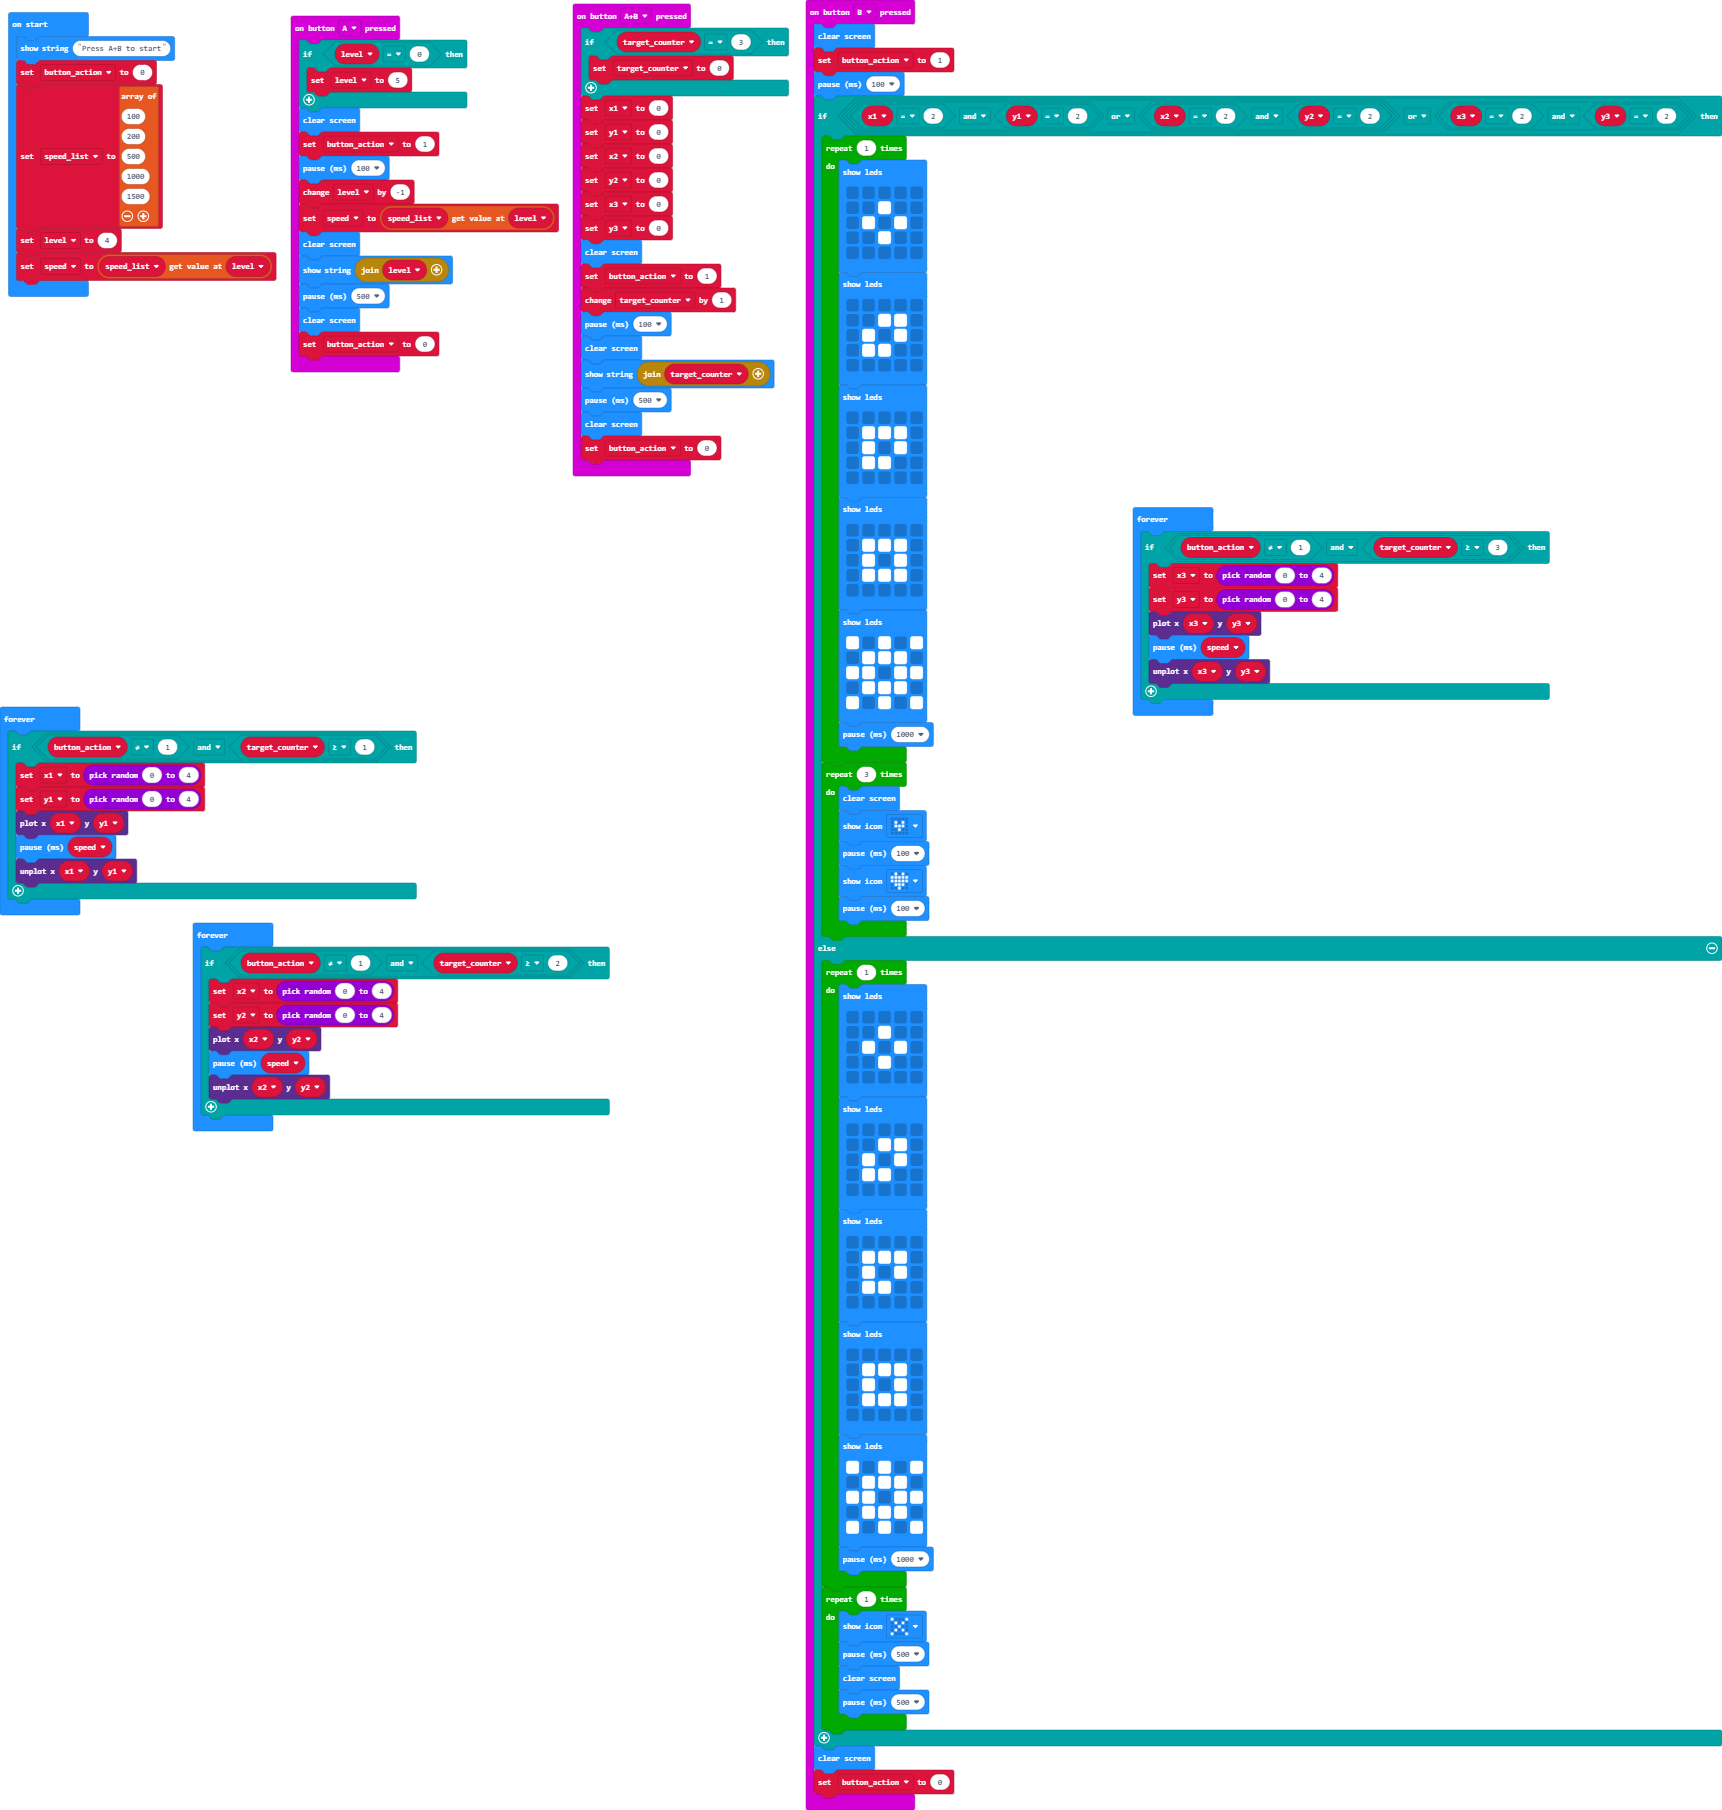 on start
show string "Press A+B to start"
set button_action to 0
set speed_list to array of
100
200
500
1000
1500
set level to 4
set speed to speed_list get value at level
on button A pressed
if level = 0 then
set level to 5
clear screen
set button_action to 1
pause (ms) 100
change level by -1
set speed to speed_list get value at level
clear screen
show string join level
pause (ms) 500
clear screen
set button_action to 0
on button A+B pressed
if target_counter = 3 then
set target_counter to 0
set x1 to 0
set y1 to 0
set x2 to 0
set y2 to 0
set x3 to 0
set y3 to 0
clear screen
set button_action to 1
change target_counter by 1
pause (ms) 100
clear screen
show string join target_counter
pause (ms) 500
clear screen
set button_action to 0
on button B pressed
clear screen
set button_action to 1
pause (ms) 100
if x1 = 2 and y1 = 2 or x2 = 2 and y2 = 2 or x3 = 2 and y3 = 2 then
repeat 1 times
do
show leds
show leds
show leds
show leds
show leds
pause (ms) 1000
repeat 3 times
do
clear screen
show icon
pause (ms) 100
show icon
pause (ms) 100
else
repeat 1 times
do
show leds
show leds
show leds
show leds
show leds
pause (ms) 1000
repeat 1 times
do
show icon
pause (ms) 500
clear screen
pause (ms) 500
clear screen
set button_action to 0
forever
if button_action ≠ 1 and target_counter ≥ 3 then
set x3 to pick random 0 to 4
set y3 to pick random 0 to 4
plot x x3 y y3
pause (ms) speed
unplot x x3 y y3
forever
if button_action ≠ 1 and target_counter ≥ 1 then
set x1 to pick random 0 to 4
set y1 to pick random 0 to 4
plot x x1 y y1
pause (ms) speed
unplot x x1 y y1
forever
if button_action ≠ 1 and target_counter ≥ 2 then
set x2 to pick random 0 to 4
set y2 to pick random 0 to 4
plot x x2 y y2
pause (ms) speed
unplot x x2 y y2